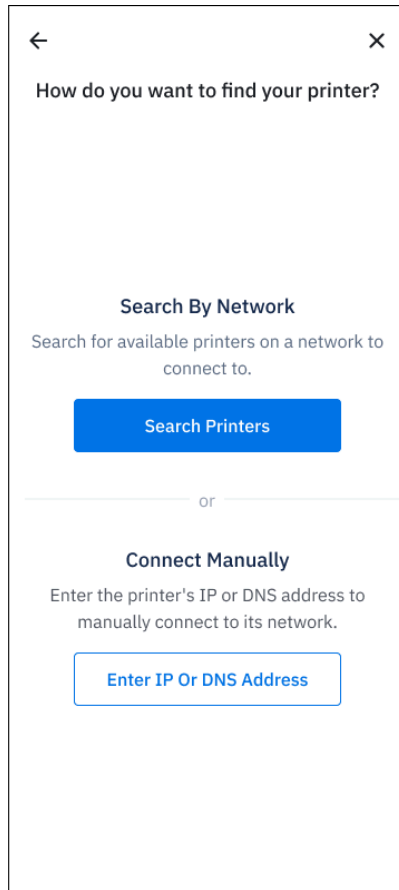 How do you want to find your printer?
Search By Network
Search for available printers on a network to
connect to.
Search Printers
or
Connect Manually
Enter the printer's IP or DNS address to
manually connect to its network.
Enter IP Or DNS Address